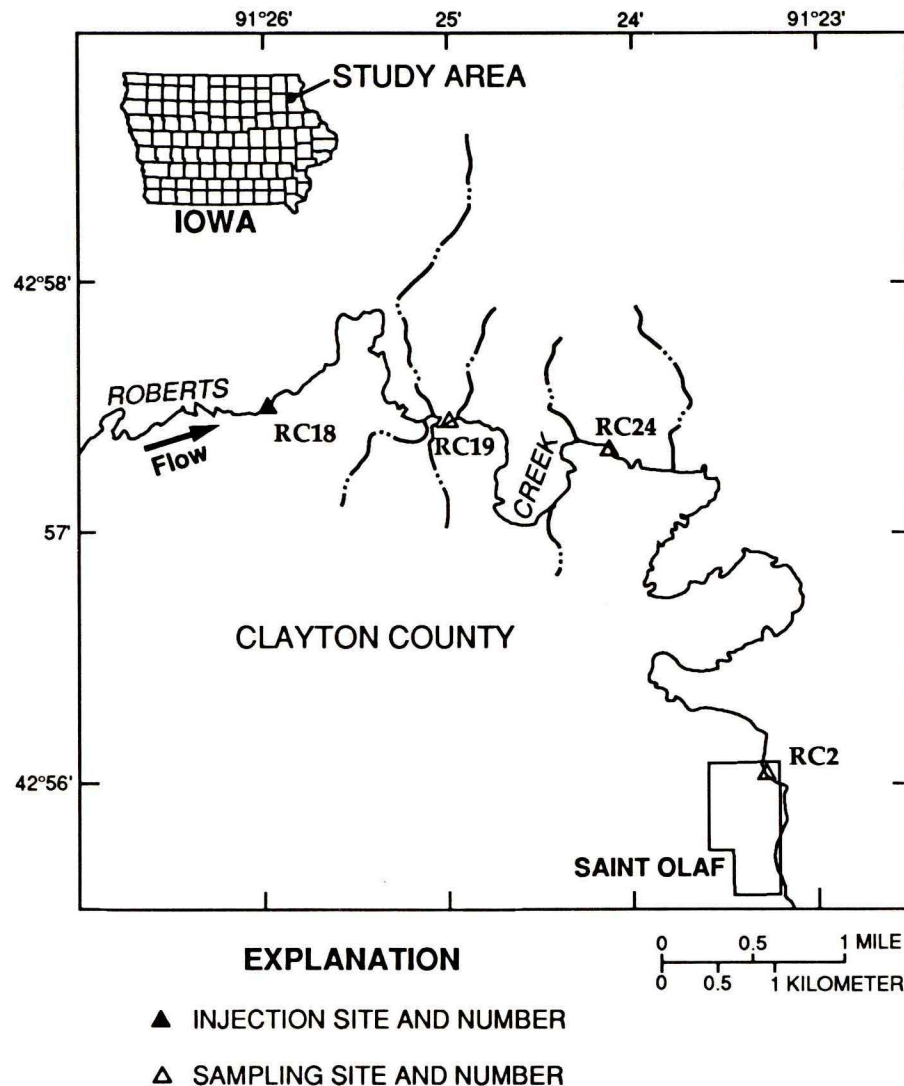 91°26'
25'
24'
91°23'
STUDY AREA
IOWA
42°58'
ROBERTS
Flow
RC18
RC19
CREEK
RC24
57'
CLAYTON COUNTY
42°56'
RC2
SAINT OLAF
EXPLANATION
0 0.5 1 MILE
0 0.5 1 KILOMETER
INJECTION SITE AND NUMBER
SAMPLING SITE AND NUMBER